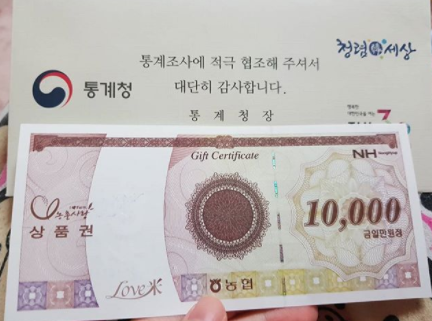 청렴韓세상
통계조사에 적극 협조해 주셔서
대단히 감사합니다.
통계청
통 계 청 장
Gift Certificate
NH
10,000
금일만원정
상 품 권
Love米
농협